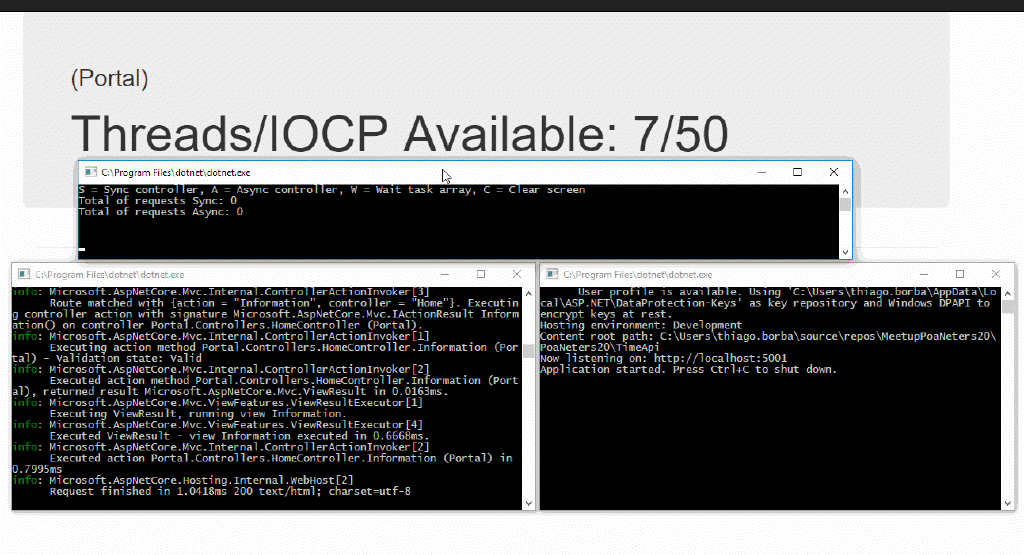 (Portal)
Threads/IOCP Available: 7/50
C:\Program Files\dotnet\dotnet.exe
S = Sync controller, A = Async controller, W = Wait task array, C = Clear screen
Total of requests Sync: 0
Total of requests Async: 0
C:\Program Files\dotnet\dotnet.exe
info: Microsoft.AspNetCore.Mvc.Internal.ControllerActionInvoker[3]
Route matched with {action = "Information", controller = "Home"}. Executin
g controller action with signature Microsoft.AspNetCore.Mvc.IActionResult Inform
ation() on controller Portal.Controllers.HomeController (Portal).
info: Microsoft.AspNetCore.Mvc.Internal.ControllerActionInvoker[1]
Executing action method Portal.Controllers.HomeController.Information (Por
tal) - Validation state: Valid
info: Microsoft.AspNetCore.Mvc.Internal.ControllerActionInvoker[2]
Executed action method Portal.Controllers.HomeController.Information (Port
al), returned result Microsoft.AspNetCore.Mvc.ViewResult in 0.0163ms.
info: Microsoft.AspNetCore.Mvc.ViewFeatures.ViewResultExecutor[1]
Executing ViewResult, running view Information.
info: Microsoft.AspNetCore.Mvc.ViewFeatures.ViewResultExecutor[4]
Executed ViewResult - view Information executed in 0.6668ms.
info: Microsoft.AspNetCore.Mvc.Internal.ControllerActionInvoker[2]
Executed action Portal.Controllers.HomeController.Information (Portal) in
0.7995ms
info: Microsoft.AspNetCore.Hosting.Internal.WebHost[2]
Request finished in 1.0418ms 200 text/html; charset=utf-8
C:\Program Files\dotnet\dotnet.exe
User profile is available. Using 'C:\Users\thiago.borba\AppData\Lo
cal\ASP.NET\DataProtection-Keys' as key repository and Windows DPAPI to
encrypt keys at rest.
Hosting environment: Development
Content root path: C:\Users\thiago.borba\source\repos\MeetupPoaNeters20\
PoaNeters20\TimeApi
Now listening on: http://localhost:5001
Application started. Press Ctrl+C to shut down.